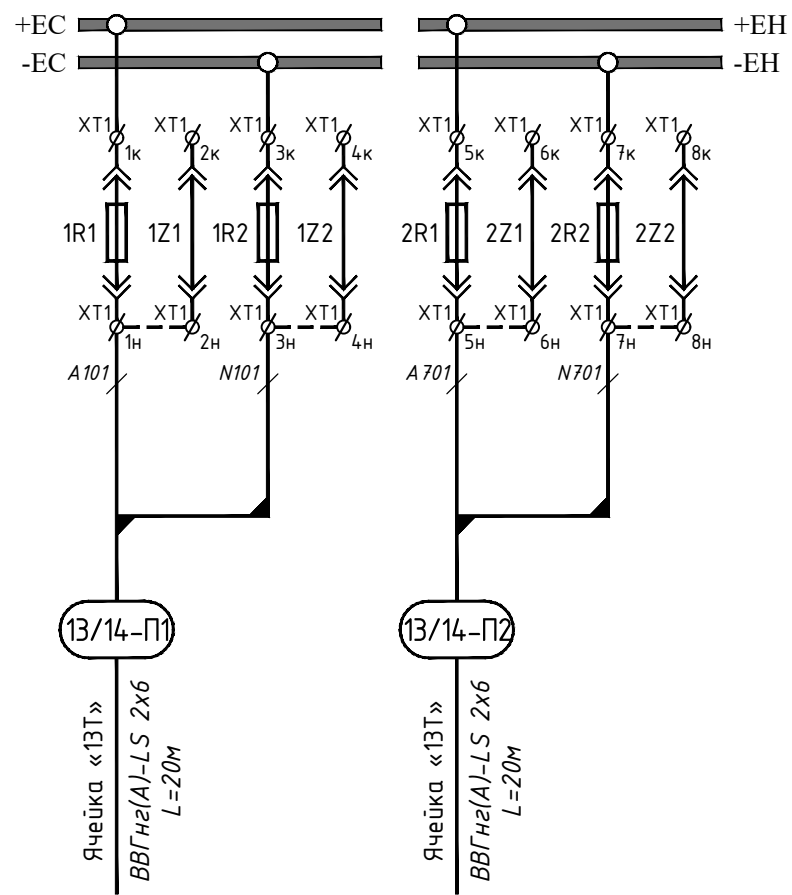 +EC
+EH
-EC
-EH
XT1 XT1 XT1 XT1 XT1 XT1 XT1 XT1
1к 2к 3к 4к 5к 6к 7к 8к
1R1 1Z1 1R2 1Z2 2R1 2Z1 2R2 2Z2
XT1 XT1 XT1 XT1 XT1 XT1 XT1 XT1
1н 2н 3н 4н 5н 6н 7н 8н
A101 N101 A701 N701
13/14-П1 13/14-П2
Ячейка «13Т»
ВВГнг(А)-LS 2х6
L=20м
Ячейка «13Т»
ВВГнг(А)-LS 2х6
L=20м